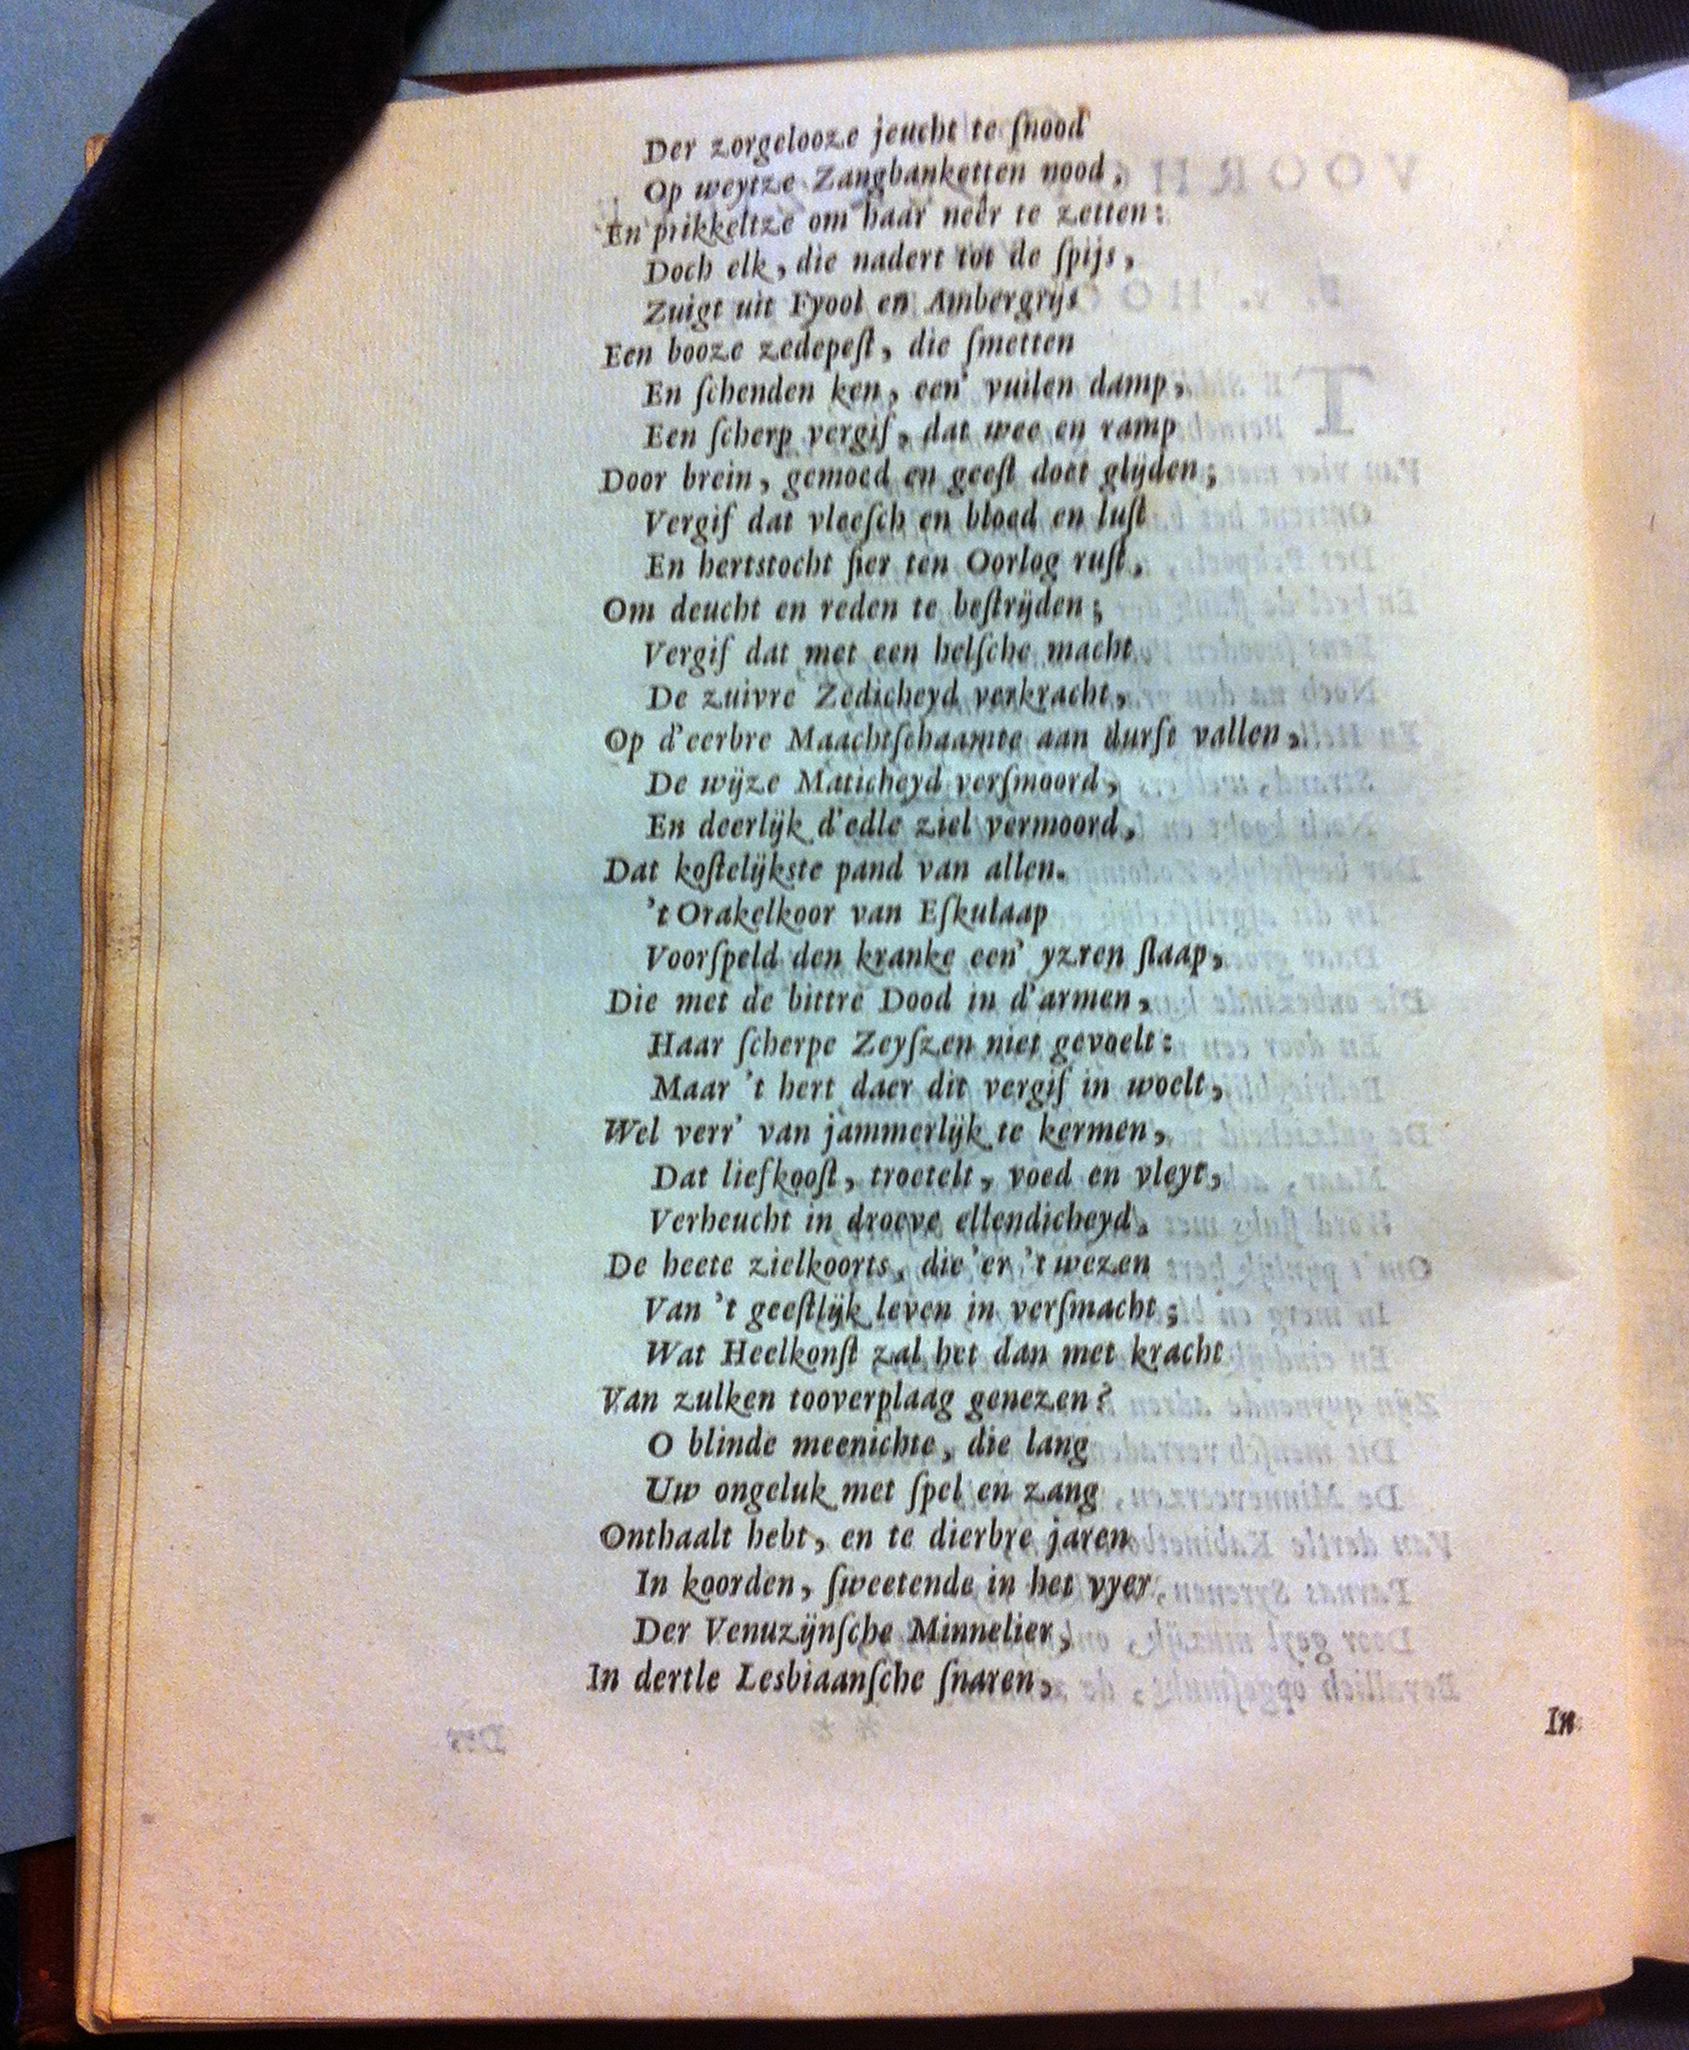 Der zorgelooze jeucht te ſnood
Op weytze Zangbanketten nood,
En prikkeltze om haar neêr te zetten:
Doch elk, die nadert tot de ſpijs,
Zuigt uit Fyool en Ambergrijs
Een booze zedepeſt, die ſmetten
En ſchenden ken, een' vuilen damp,
Een ſcherp vergif, dat wee en ramp
Door brein, gemoed en geeſt doet glijden;
Vergif dat vleeſch en bloed en luſt
En hertstocht fier ten Oorlog ruſt,
Om deucht en reden te beſtrijden;
Vergif dat met een helſche macht
De zuivre Zedicheyd verkracht,
Op d'eerbre Maachtſchaamte aan durſt vallen,
De wijze Maticheyd verſmoord,
En deerlijk d'edle ziel vermoord,
Dat koſtelijkste pand van allen.
't Orakelkoor van Eſkulaap
Voorſpeld den kranke een' yzren ſlaap,
Die met de bittre Dood in d'armen,
Haar ſcherpe Zeyſzen niet gevoelt:
Maar 't hert daer dit vergif in woelt,
Wel verr' van jammerlijk te kermen,
Dat liefkooſt, troetelt, voed en vleyt,
Verheucht in droeve ellendicheyd.
De heete zielkoorts, die 'er 't wezen
Van 't geeſtlijk leven in verſmacht;
Wat Heelkonſt zal het dan met kracht
Van zulken tooverplaag genezen?
O blinde meenichte, die lang
Uw ongeluk met ſpel en zang
Onthaalt hebt, en te dierbre jaren
In koorden, ſweetende in het vyer
Der Venuzijnſche Minnelier,
In dertle Lesbiaanſche ſnaren,
In